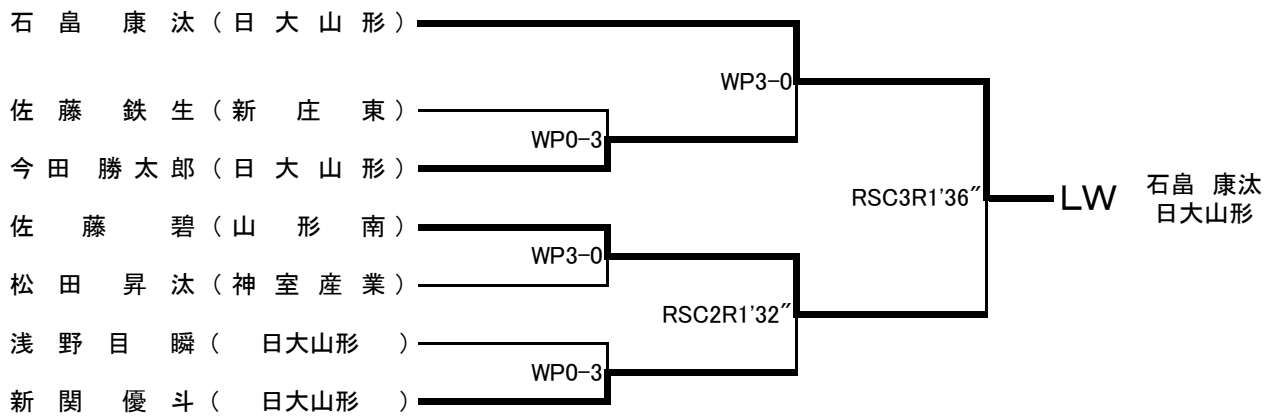 石畠 康汰(日大山形)
WP3-0
佐藤 鉄生(新庄東)
WP0-3
今田 勝太郎(日大山形)
RSC3R1'36″
LW
石畠 康汰
日大山形
佐藤 碧(山形南)
WP3-0
松田 昇汰(神室産業)
RSC2R1'32″
浅野目 瞬(日大山形)
WP0-3
新関 優斗(日大山形)